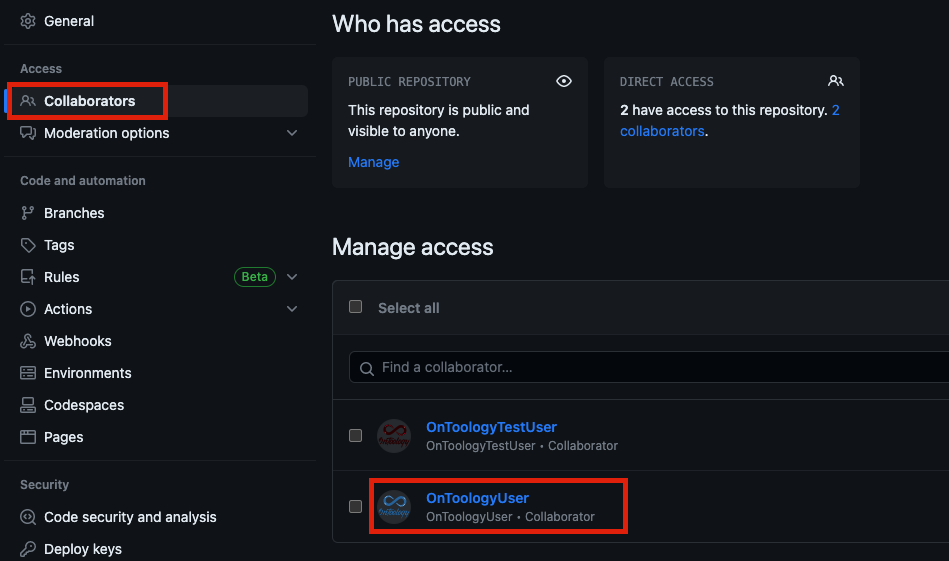 General
Access
Collaborators
Moderation options
Code and automation
Branches
Tags
Rules Beta
Actions
Webhooks
Environments
Codespaces
Pages
Security
Code security and analysis
Deploy keys
Who has access
PUBLIC REPOSITORY
This repository is public and
visible to anyone.
Manage
DIRECT ACCESS
2 have access to this repository. 2
collaborators.
Manage access
Select all
Find a collaborator...
OnToology
OnToologyTestUser
OnToologyTestUser • Collaborator
OnToology
OnToologyUser
OnToologyUser • Collaborator